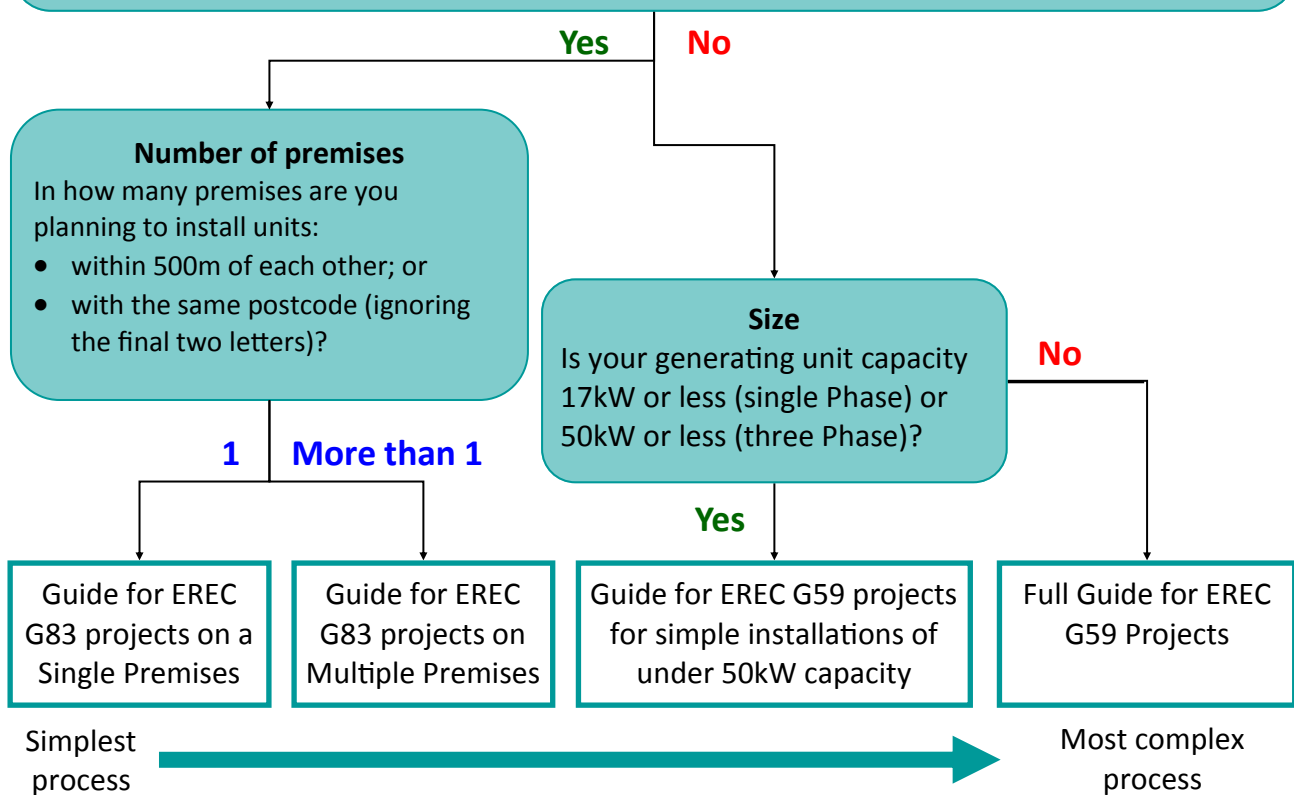 Yes
No
Number of premises
In how many premises are you
planning to install units:
• within 500m of each other; or
• with the same postcode (ignoring
the final two letters)?
Size
Is your generating unit capacity
17kW or less (single Phase) or
50kW or less (three Phase)?
No
1
More than 1
Yes
Guide for EREC
G83 projects on a
Single Premises
Guide for EREC
G83 projects on
Multiple Premises
Guide for EREC G59 projects
for simple installations of
under 50kW capacity
Full Guide for EREC
G59 Projects
Simplest
process
Most complex
process